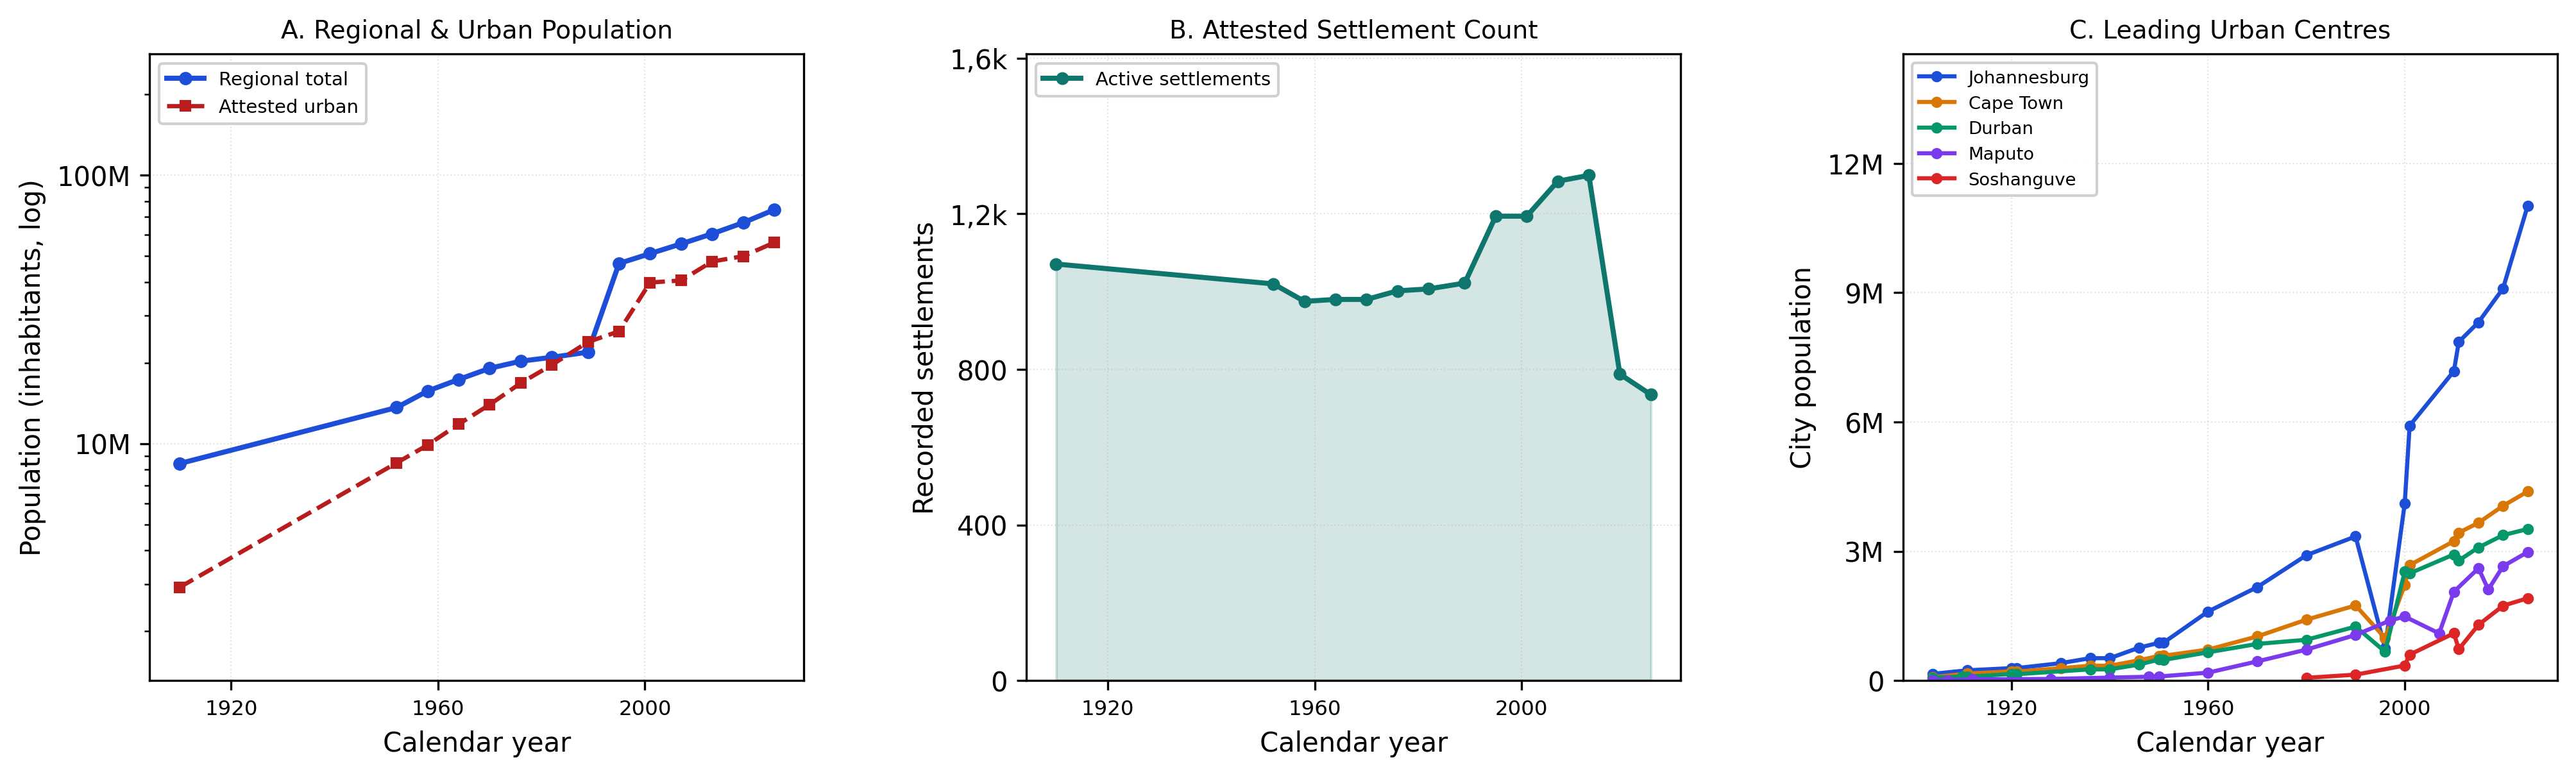 A. Regional & Urban Population
Regional total
Attested urban
100M
10M
Population (inhabitants, log)
1920
1960
2000
Calendar year
B. Attested Settlement Count
Active settlements
1,6k
1,2k
800
400
0
Recorded settlements
1920
1960
2000
Calendar year
C. Leading Urban Centres
Johannesburg
Cape Town
Durban
Maputo
Soshanguve
12M
9M
6M
3M
0
City population
1920
1960
2000
Calendar year